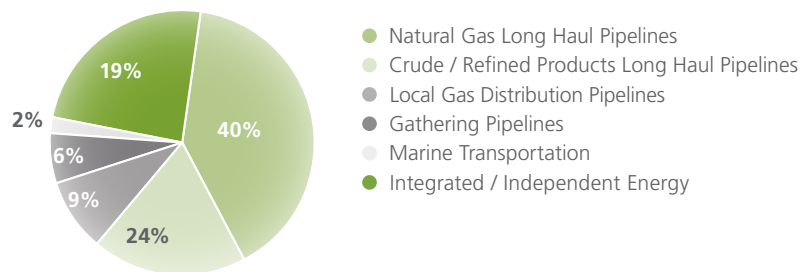 19%
40%
2%
6%
9%
24%
Natural Gas Long Haul Pipelines
Crude / Refined Products Long Haul Pipelines
Local Gas Distribution Pipelines
Gathering Pipelines
Marine Transportation
Integrated / Independent Energy